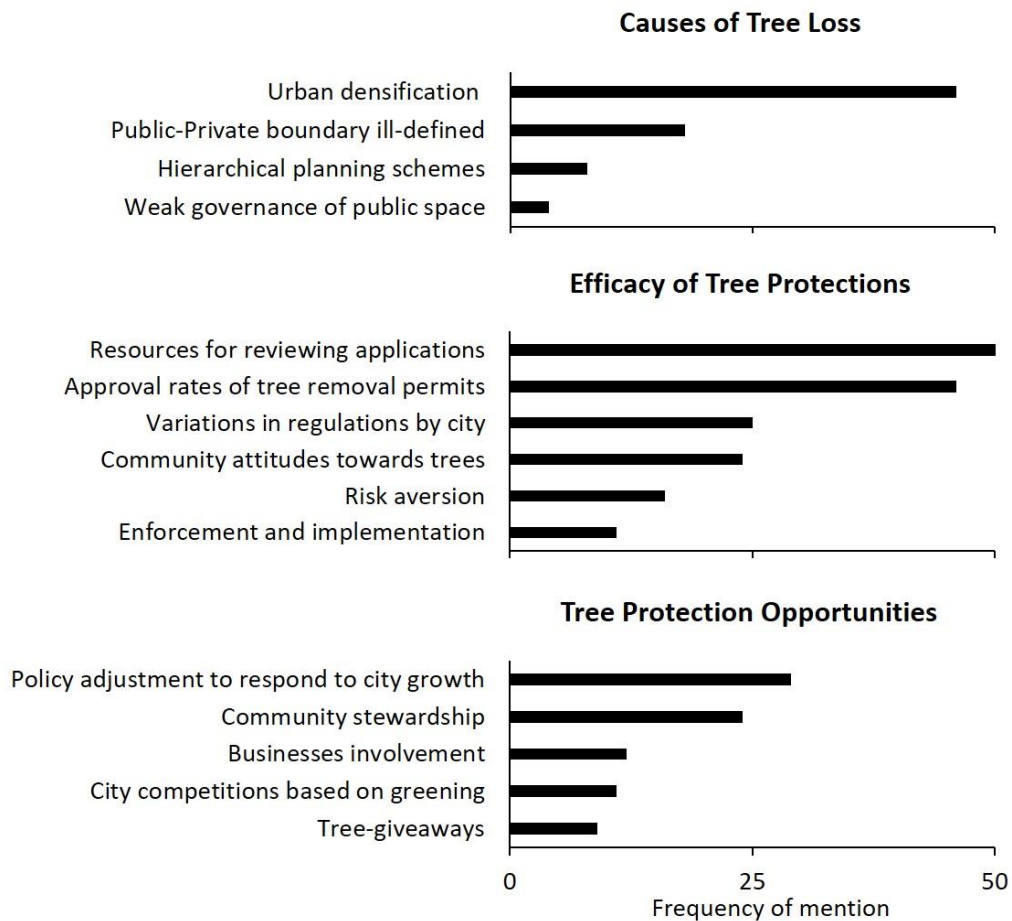 Causes of Tree Loss
Urban densification
Public-Private boundary ill-defined
Hierarchical planning schemes
Weak governance of public space
Efficacy of Tree Protections
Resources for reviewing applications
Approval rates of tree removal permits
Variations in regulations by city
Community attitudes towards trees
Risk aversion
Enforcement and implementation
Tree Protection Opportunities
Policy adjustment to respond to city growth
Community stewardship
Businesses involvement
City competitions based on greening
Tree-giveaways
0 25 50
Frequency of mention